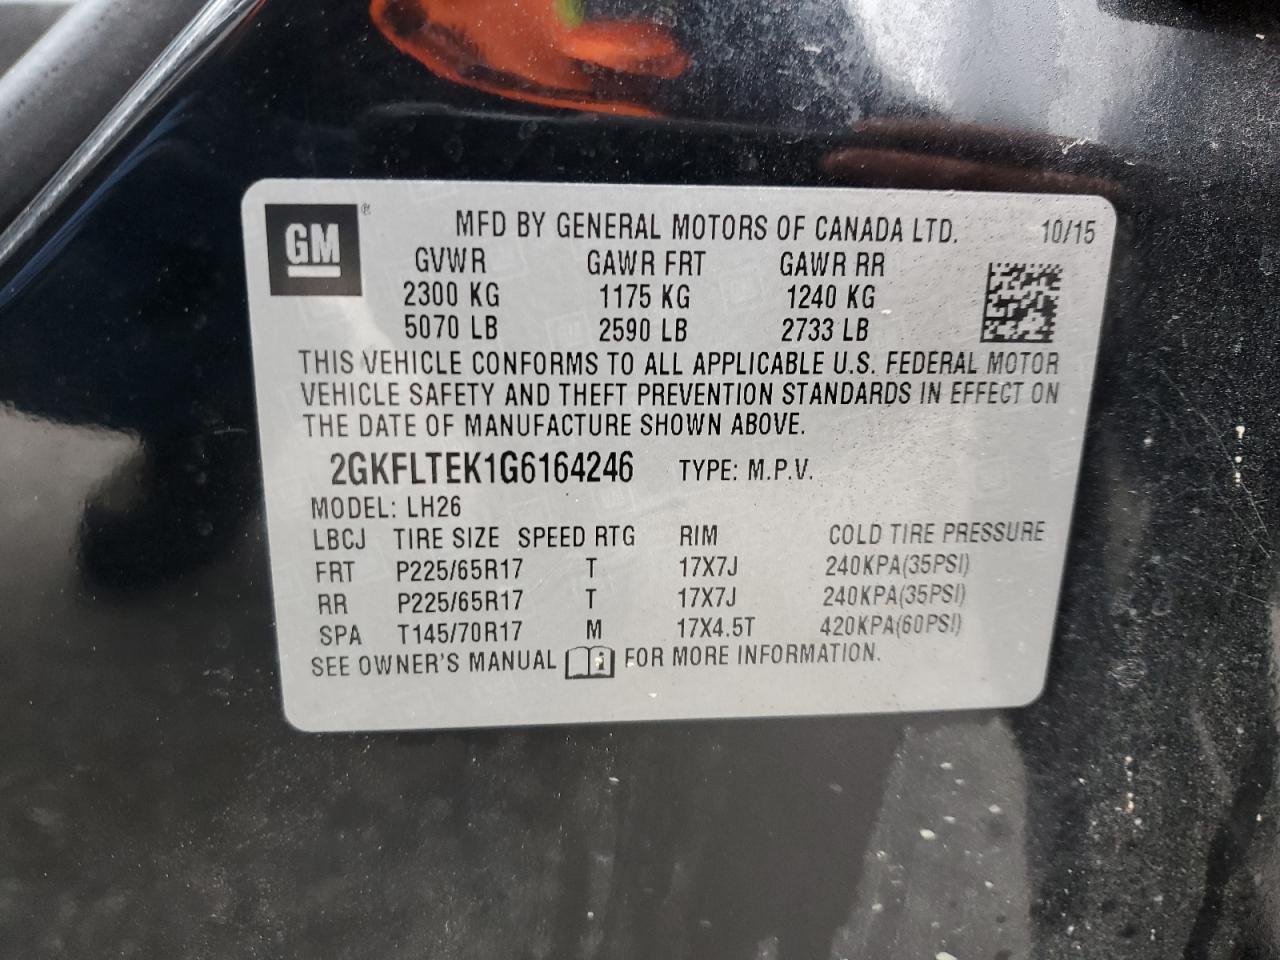 GM ® MFD BY GENERAL MOTORS OF CANADA LTD. 10/15
GVWR GAWR FRT GAWR RR
2300 KG 1175 KG 1240 KG
5070 LB 2590 LB 2733 LB
THIS VEHICLE CONFORMS TO ALL APPLICABLE U.S. FEDERAL MOTOR
VEHICLE SAFETY AND THEFT PREVENTION STANDARDS IN EFFECT ON
THE DATE OF MANUFACTURE SHOWN ABOVE.
2GKFLTEK1G6164246 TYPE: M.P.V.
MODEL: LH26
LBCJ TIRE SIZE SPEED RTG RIM COLD TIRE PRESSURE
FRT P225/65R17 T 17X7J 240KPA(35PSI)
RR P225/65R17 T 17X7J 240KPA(35PSI)
SPA T145/70R17 M 17X4.5T 420KPA(60PSI)
SEE OWNER'S MANUAL FOR MORE INFORMATION.